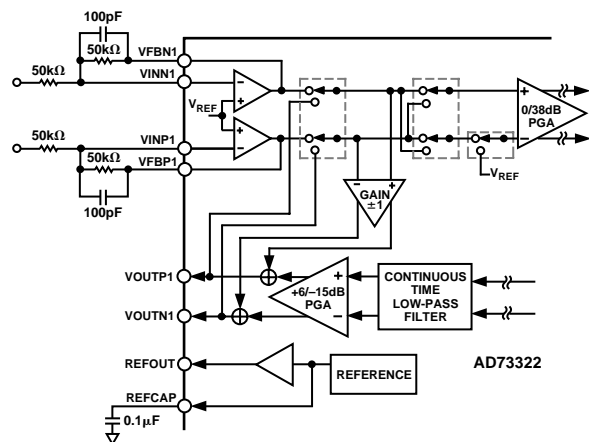 100pF
50kΩ
VFBN1
50kΩ
VINN1
VREF
50kΩ
VINP1
50kΩ
VFBP1
100pF
+
−
0/38dB
PGA
VREF
−
+
GAIN
±1
VOUTP1
+6/–15dB
PGA
+
−
CONTINUOUS
TIME
LOW-PASS
FILTER
VOUTN1
REFOUT
REFERENCE
AD73322
REFCAP
0.1µF